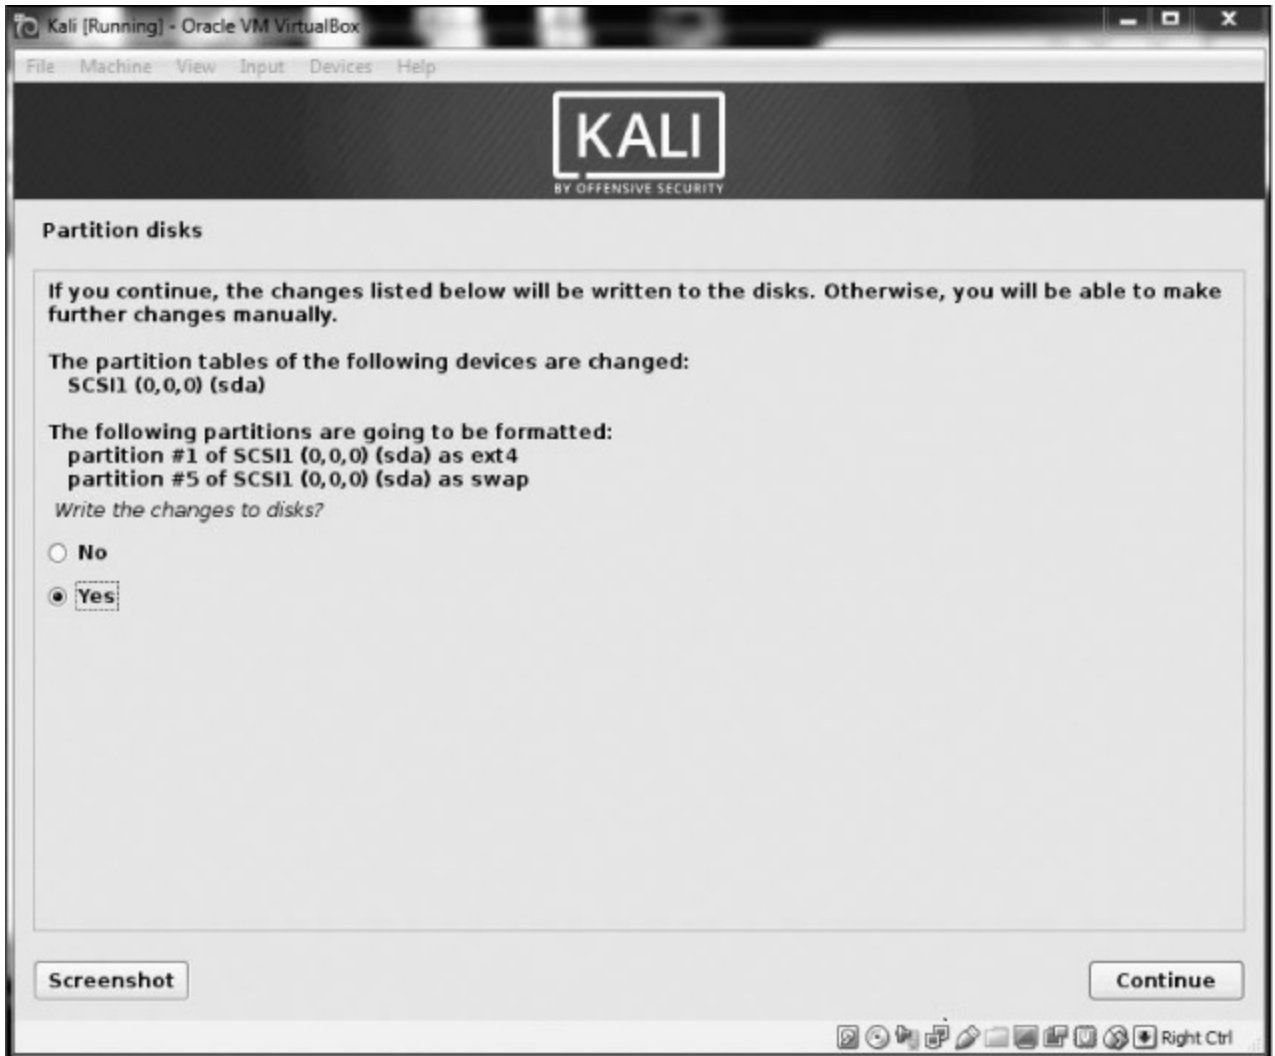 Kali [Running] - Oracle VM VirtualBox
File Machine View Input Devices Help
KALI
BY OFFENSIVE SECURITY
Partition disks
If you continue, the changes listed below will be written to the disks. Otherwise, you will be able to make
further changes manually.
The partition tables of the following devices are changed:
SCSI1 (0,0,0) (sda)
The following partitions are going to be formatted:
partition #1 of SCSI1 (0,0,0) (sda) as ext4
partition #5 of SCSI1 (0,0,0) (sda) as swap
Write the changes to disks?
No
Yes
Screenshot
Continue
Right Ctrl